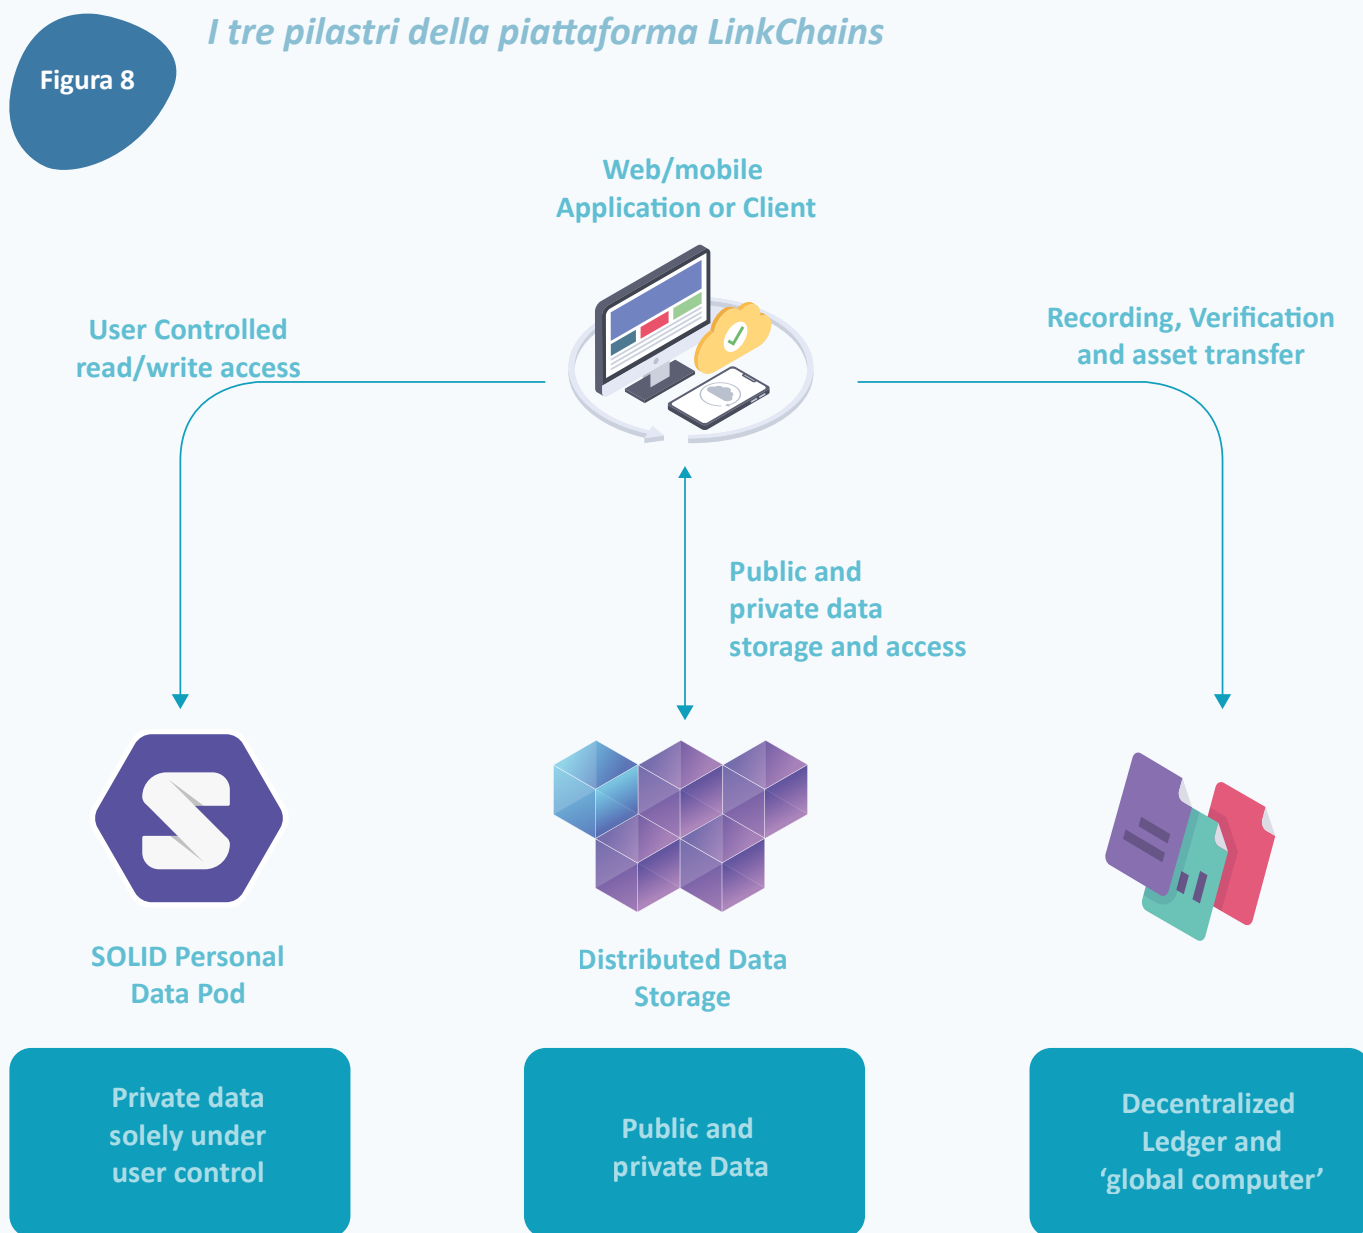 I tre pilastri della piattaforma LinkChains
Figura 8
Web/mobile
Application or Client
User Controlled
read/write access
Recording, Verification
and asset transfer
Public and
private data
storage and access
SOLID Personal
Data Pod
Distributed Data
Storage
Private data
solely under
user control
Public and
private Data
Decentralized
Ledger and
‘global computer’